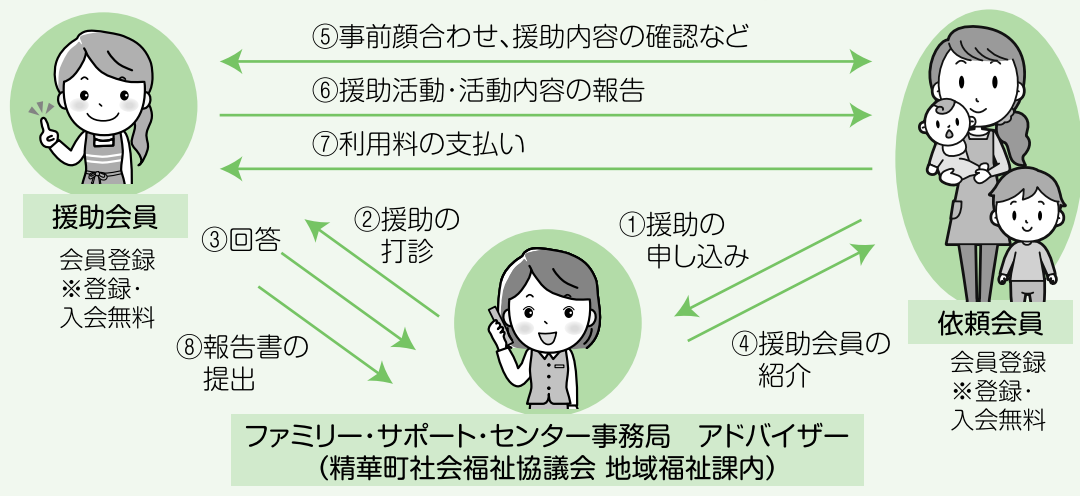 ⑤事前顔合わせ、援助内容の確認など
⑥援助活動・活動内容の報告
⑦利用料の支払い
援助会員
会員登録
※登録・
入会無料
③回答
②援助の
打診
①援助の
申し込み
⑧報告書の
提出
④援助会員の
紹介
依頼会員
会員登録
※登録・
入会無料
ファミリー・サポート・センター事務局　アドバイザー
（精華町社会福祉協議会 地域福祉課内）